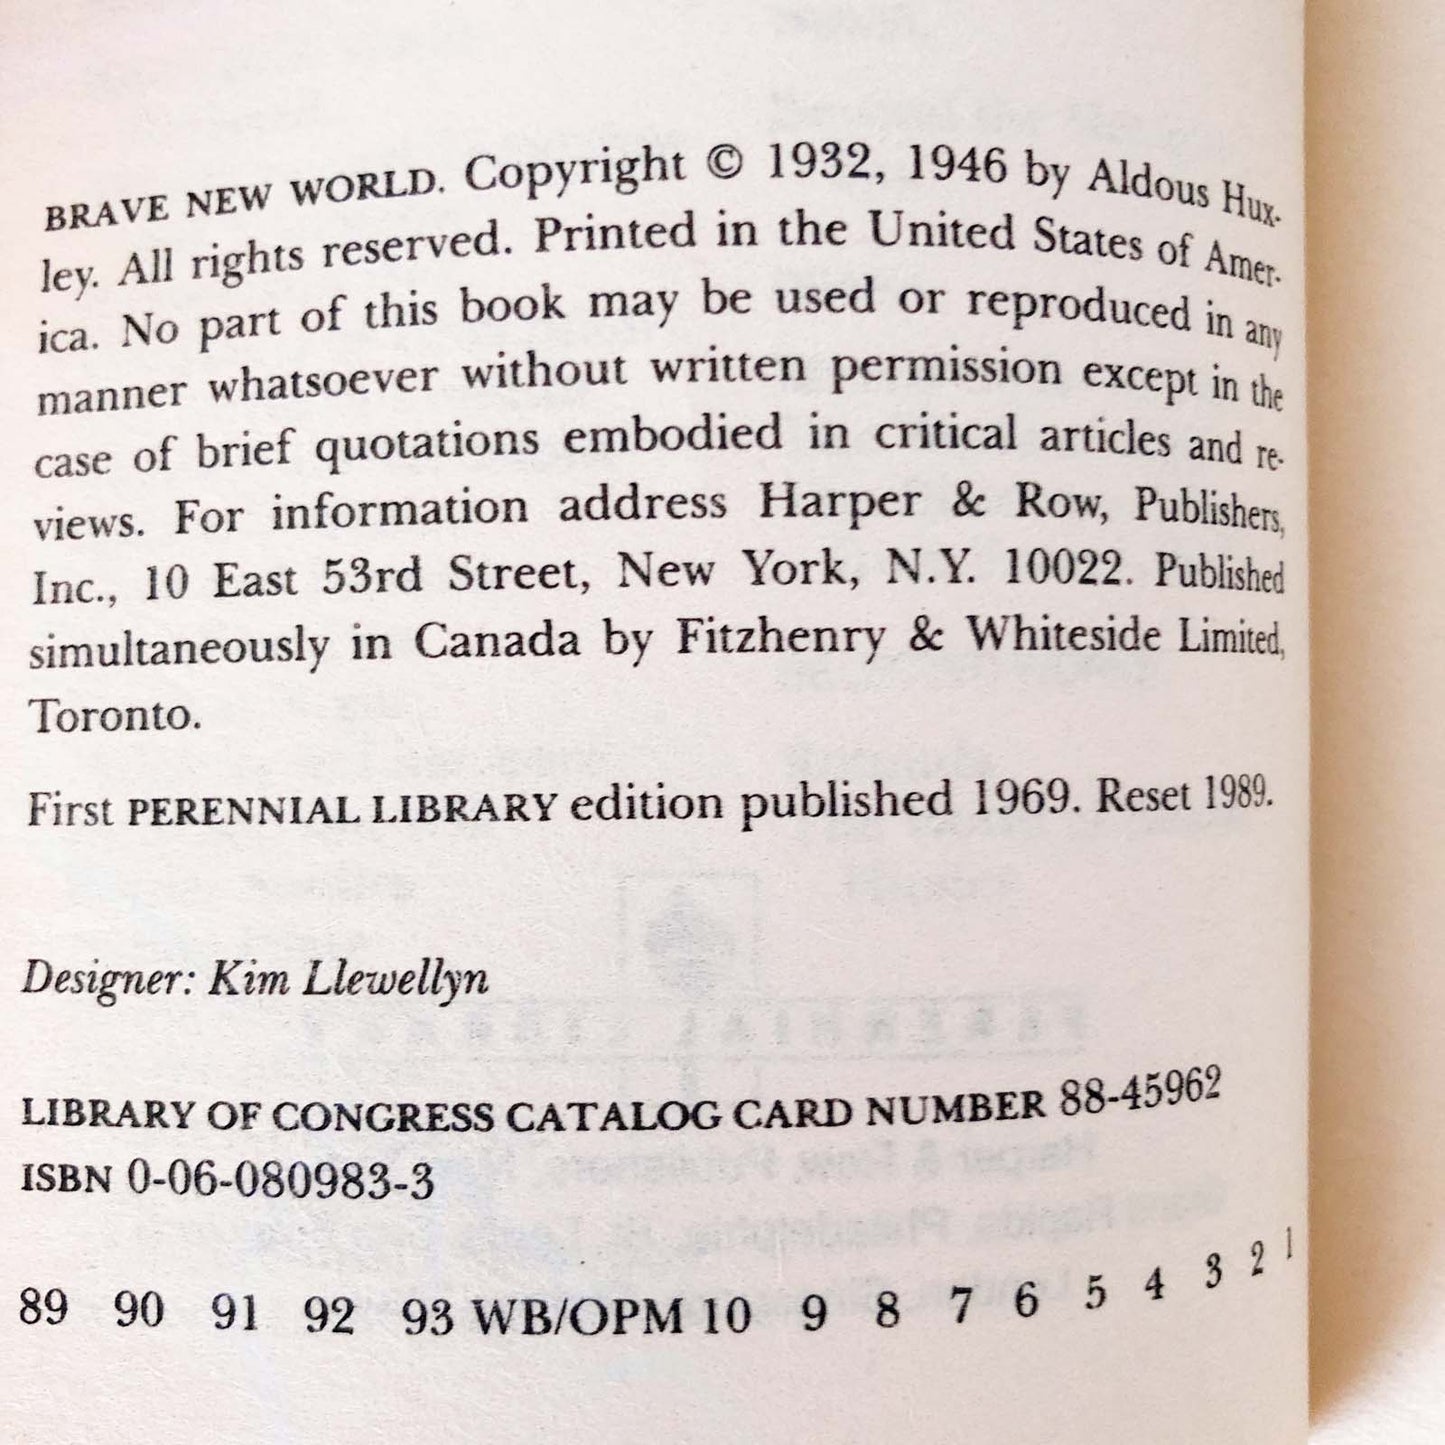 BRAVE NEW WORLD. Copyright © 1932, 1946 by Aldous Hux-
ley. All rights reserved. Printed in the United States of Amer-
ica. No part of this book may be used or reproduced in any
manner whatsoever without written permission except in the
case of brief quotations embodied in critical articles and re-
views. For information address Harper & Row, Publishers,
Inc., 10 East 53rd Street, New York, N.Y. 10022. Published
simultaneously in Canada by Fitzhenry & Whiteside Limited,
Toronto.
First PERENNIAL LIBRARY edition published 1969. Reset 1989.
Designer: Kim Llewellyn
LIBRARY OF CONGRESS CATALOG CARD NUMBER 88-45962
ISBN 0-06-080983-3
89 90 91 92 93 WB/OPM 10 9 8 7 6 5 4 3 2 1